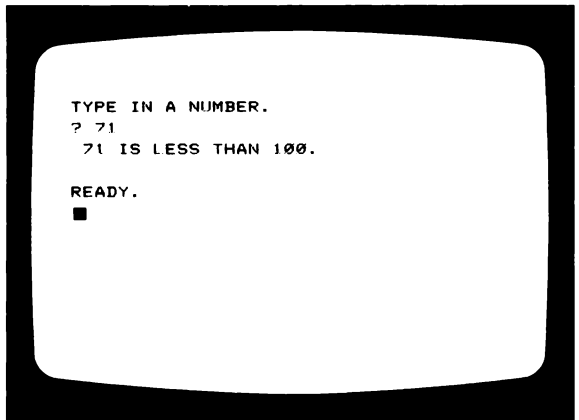 TYPE IN A NUMBER.
? 71
71 IS LESS THAN 100.
READY.